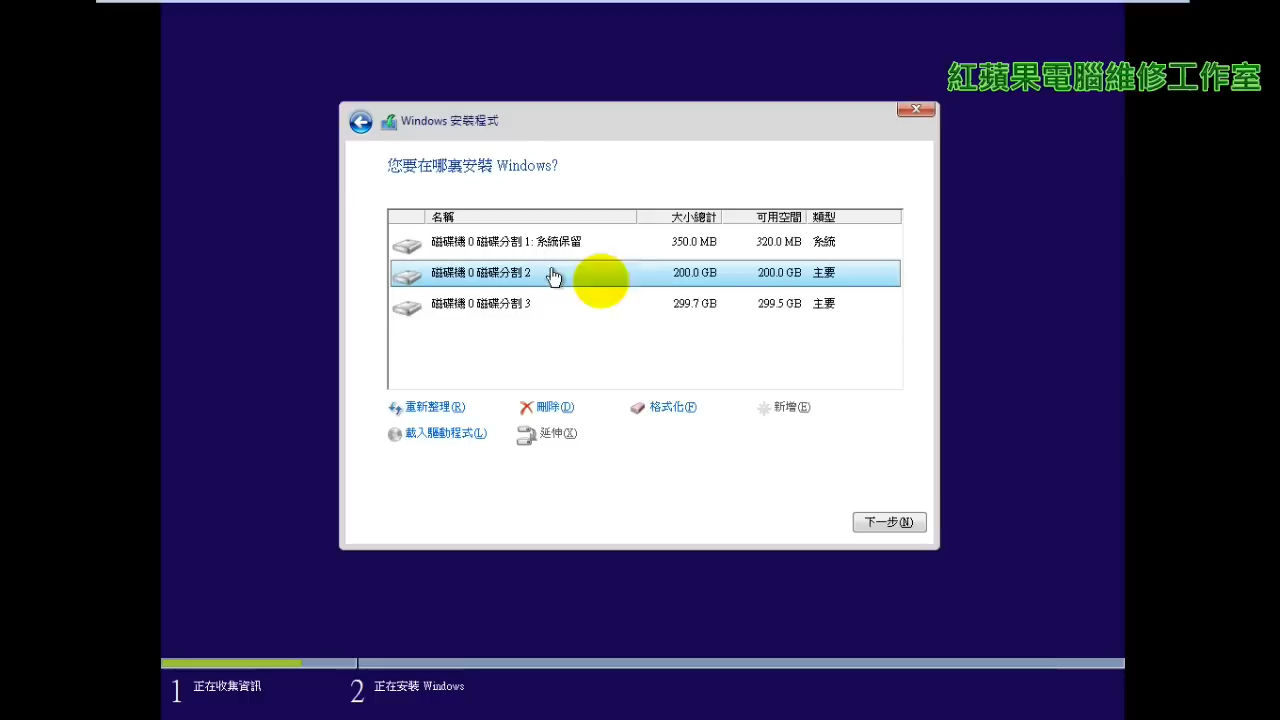 紅蘋果電腦維修工作室
Windows 安裝程式
您要在哪裏安裝 Windows?
名稱 大小總計 可用空間 類型
磁碟機 0 磁碟分割 1: 系統保留 350.0 MB 320.0 MB 系統
磁碟機 0 磁碟分割 2 200.0 GB 200.0 GB 主要
磁碟機 0 磁碟分割 3 299.7 GB 299.5 GB 主要
重新整理(R) 刪除(D) 格式化(F) 新增(E)
載入驅動程式(L) 延伸(X)
下一步(N)
1 正在收集資訊 2 正在安裝 Windows